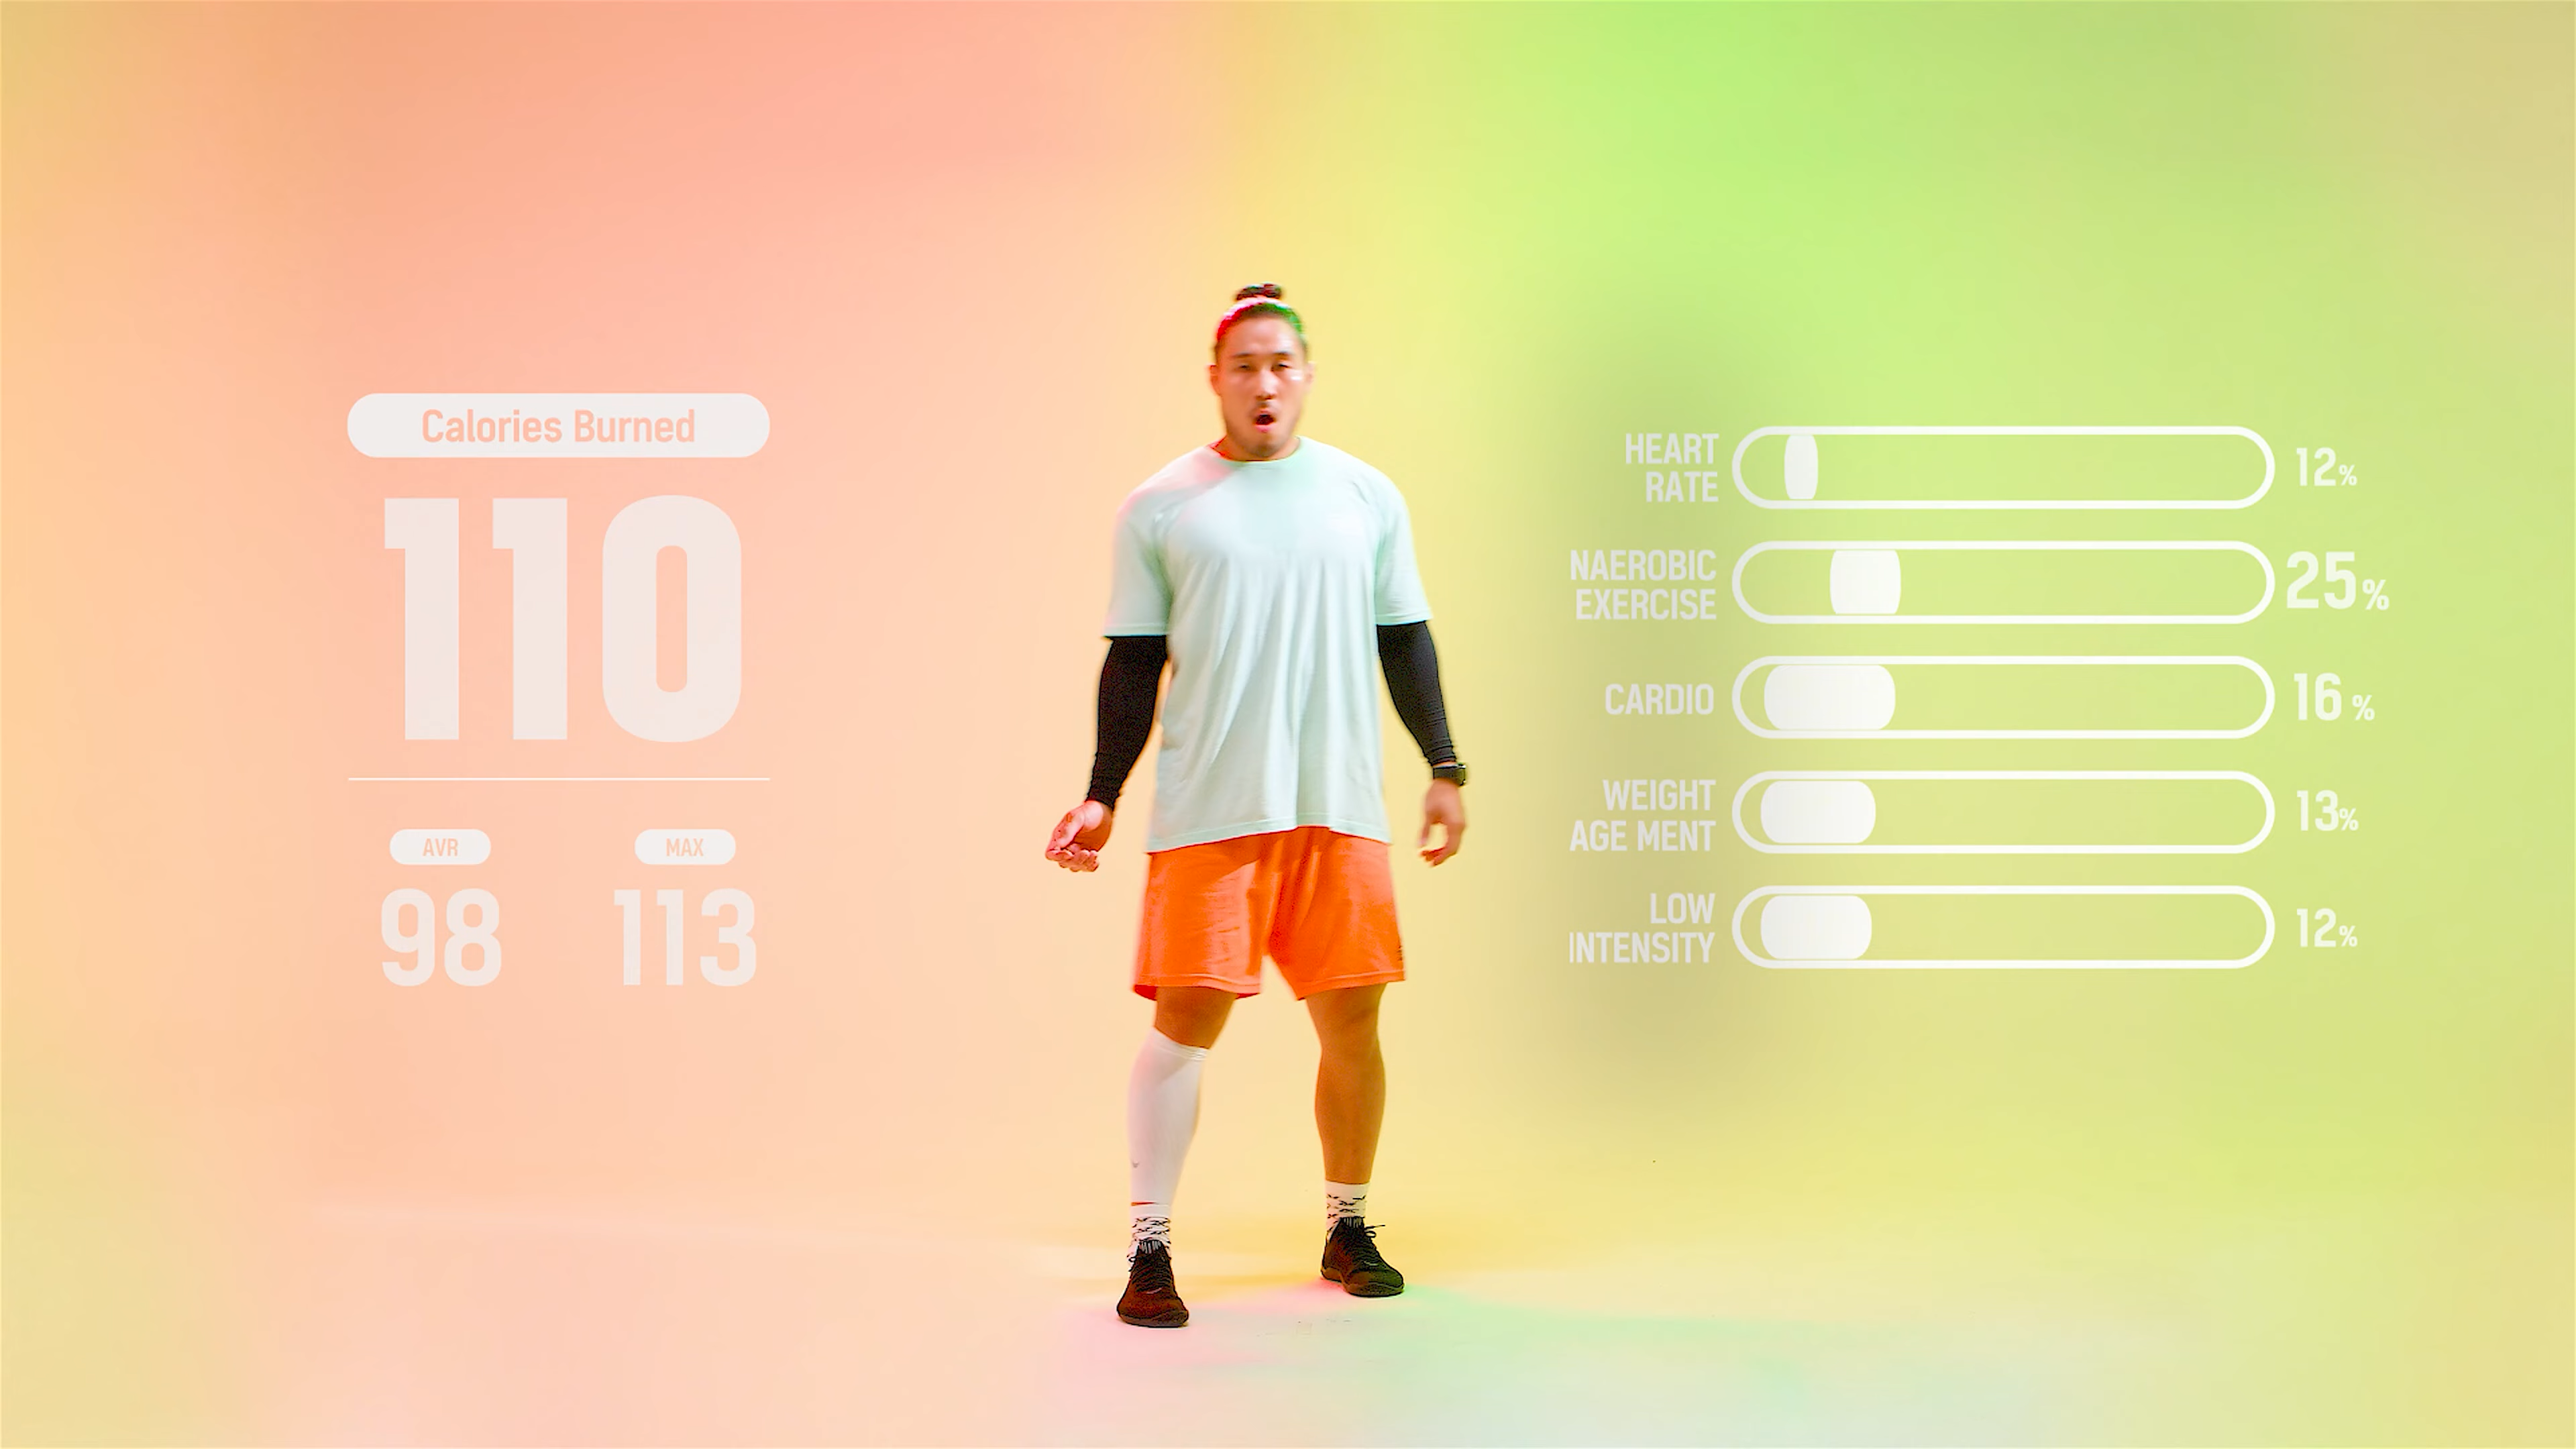 Calories Burned
110
AVR
MAX
98
113
HEART
RATE
12%
NAEROBIC
EXERCISE
25%
CARDIO
16 %
WEIGHT
AGE MENT
13%
LOW
INTENSITY
12%